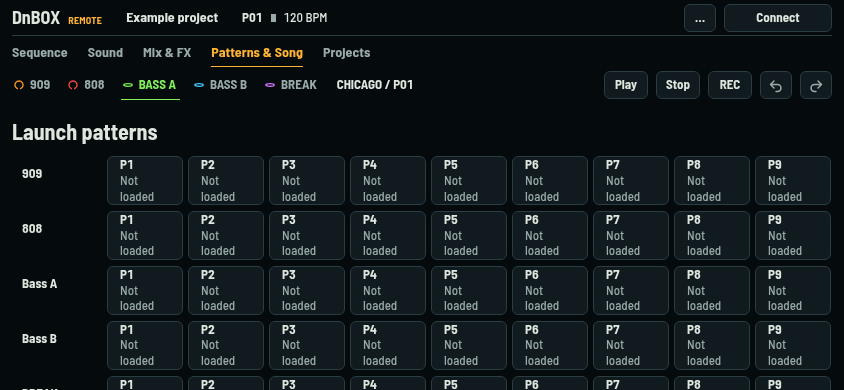 DnBOX REMOTE Example project P01 120 BPM ... Connect
Sequence Sound Mix & FX Patterns & Song Projects
909 808 BASS A BASS B BREAK CHICAGO / P01 Play Stop REC
Launch patterns
909 P1 Not loaded P2 Not loaded P3 Not loaded P4 Not loaded P5 Not loaded P6 Not loaded P7 Not loaded P8 Not loaded P9 Not loaded
808 P1 Not loaded P2 Not loaded P3 Not loaded P4 Not loaded P5 Not loaded P6 Not loaded P7 Not loaded P8 Not loaded P9 Not loaded
Bass A P1 Not loaded P2 Not loaded P3 Not loaded P4 Not loaded P5 Not loaded P6 Not loaded P7 Not loaded P8 Not loaded P9 Not loaded
Bass B P1 Not loaded P2 Not loaded P3 Not loaded P4 Not loaded P5 Not loaded P6 Not loaded P7 Not loaded P8 Not loaded P9 Not loaded
P1 P2 P3 P4 P5 P6 P7 P8 P9